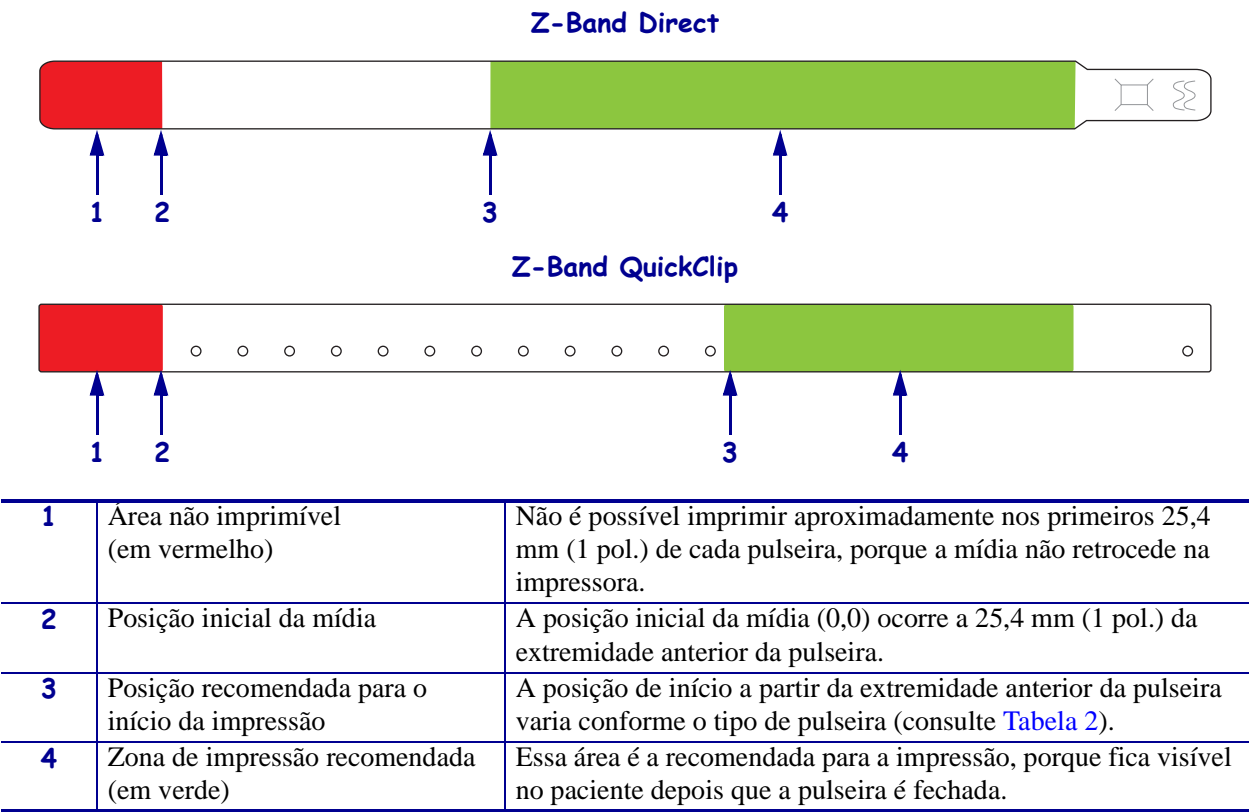 Z-Band Direct
1 2 3 4
Z-Band QuickClip
1 2 3 4
1 Área não imprimível Não é possível imprimir aproximadamente nos primeiros 25,4
(em vermelho) mm (1 pol.) de cada pulseira, porque a mídia não retrocede na
impressora.
2 Posição inicial da mídia A posição inicial da mídia (0,0) ocorre a 25,4 mm (1 pol.) da
extremidade anterior da pulseira.
3 Posição recomendada para o A posição de início a partir da extremidade anterior da pulseira
início da impressão varia conforme o tipo de pulseira (consulte Tabela 2).
4 Zona de impressão recomendada Essa área é a recomendada para a impressão, porque fica visível
(em verde) no paciente depois que a pulseira é fechada.